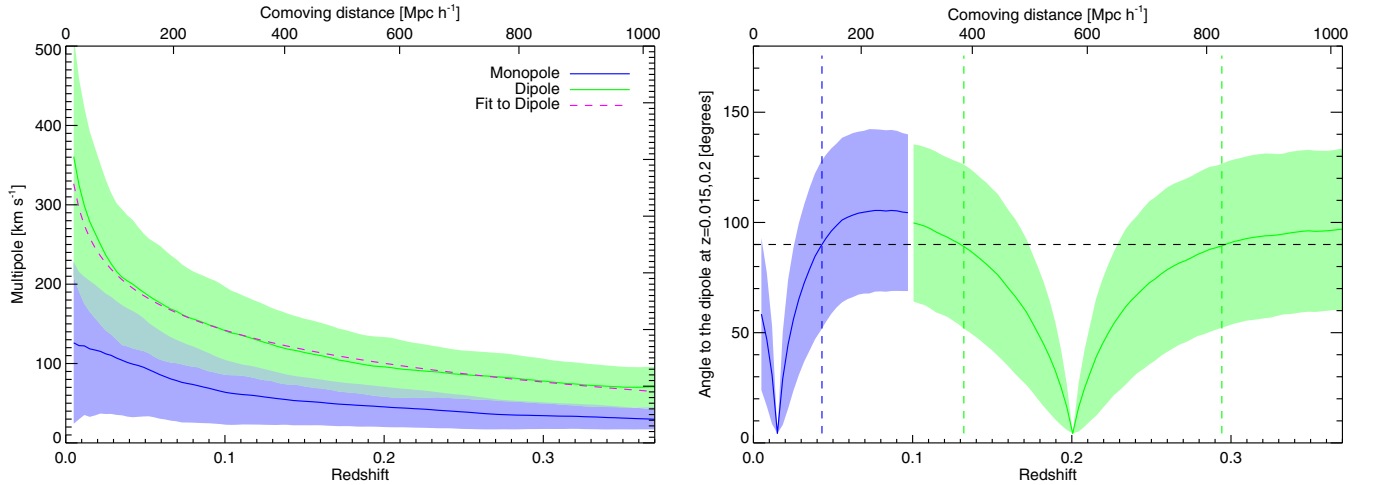 Comoving distance [Mpc h⁻¹]
0 200 400 600 800 1000
500
400
300
200
100
0
Multipole [km s⁻¹]
Monopole
Dipole
Fit to Dipole
0.0 0.1 0.2 0.3
Redshift
Comoving distance [Mpc h⁻¹]
0 200 400 600 800 1000
150
100
50
0
Angle to the dipole at z=0.015,0.2 [degrees]
0.0 0.1 0.2 0.3
Redshift